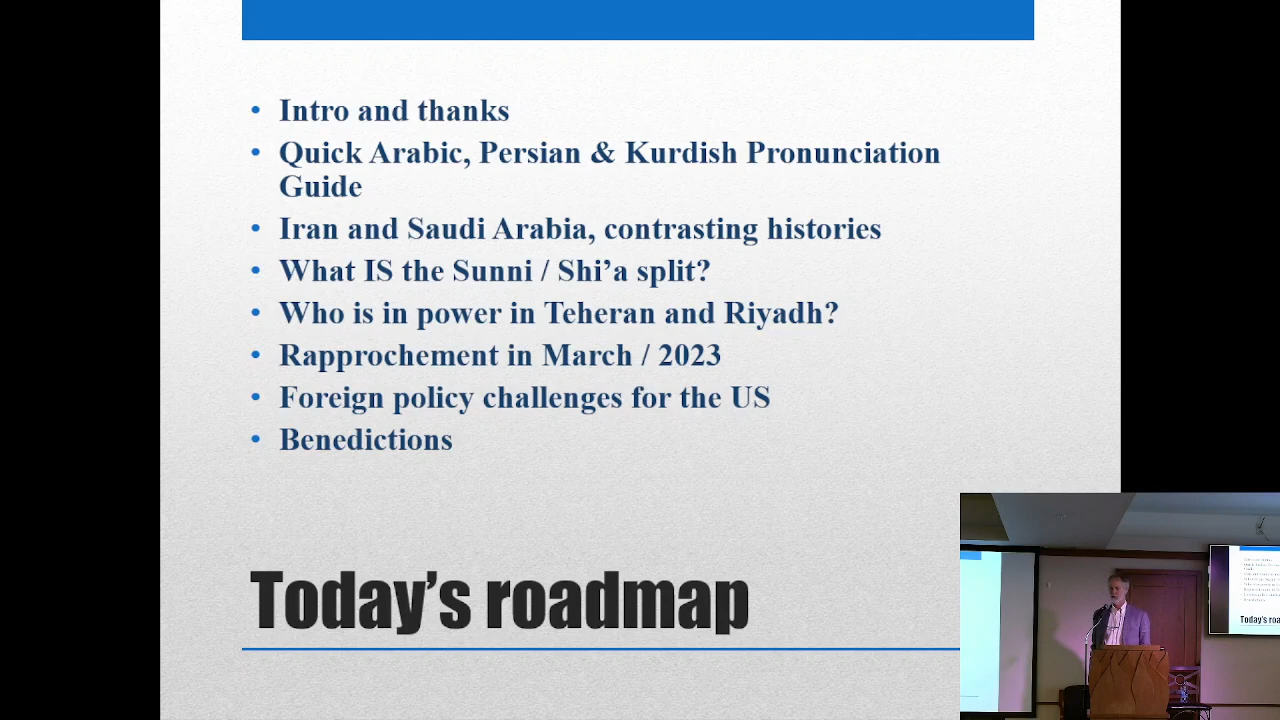 • Intro and thanks
• Quick Arabic, Persian & Kurdish Pronunciation
Guide
• Iran and Saudi Arabia, contrasting histories
• What IS the Sunni / Shi’a split?
• Who is in power in Teheran and Riyadh?
• Rapprochement in March / 2023
• Foreign policy challenges for the US
• Benedictions
Today’s roadmap
Today's roa